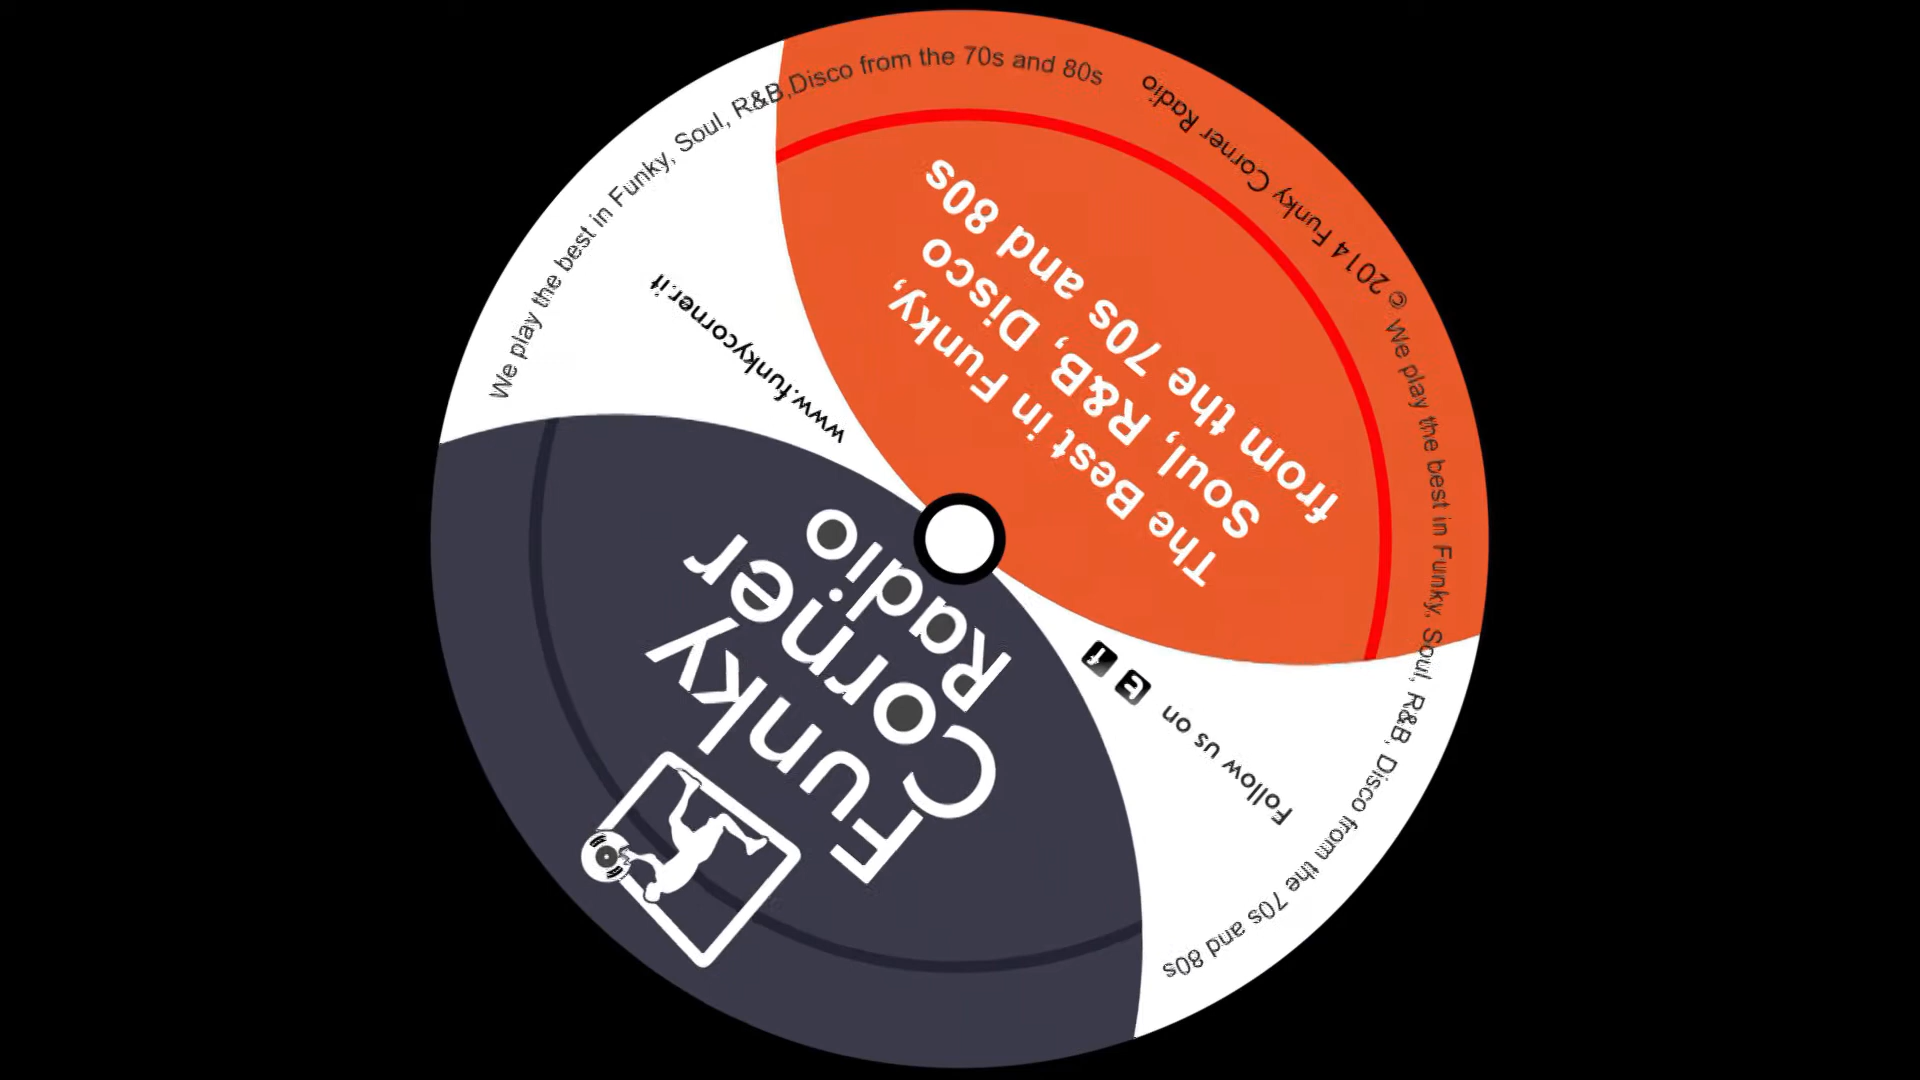 Funky
Corner
Radio
www.funkycorner.it
Follow us on
The Best in Funky,
Soul, R&B, Disco
from the 70s and 80s
We play the best in Funky, Soul, R&B,Disco from the 70s and 80s
© 2014 Funky Corner Radio
We play the best in Funky, Soul, R&B, Disco from the 70s and 80s